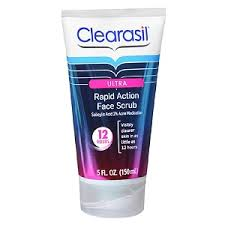 Clearasil
ULTRA
Rapid Action
Face Scrub
Salicylic Acid 2% Acne Medication
12
HOURS
Visibly
clearer
skin in as
little as
12 hours
5 FL. OZ. (150mL)